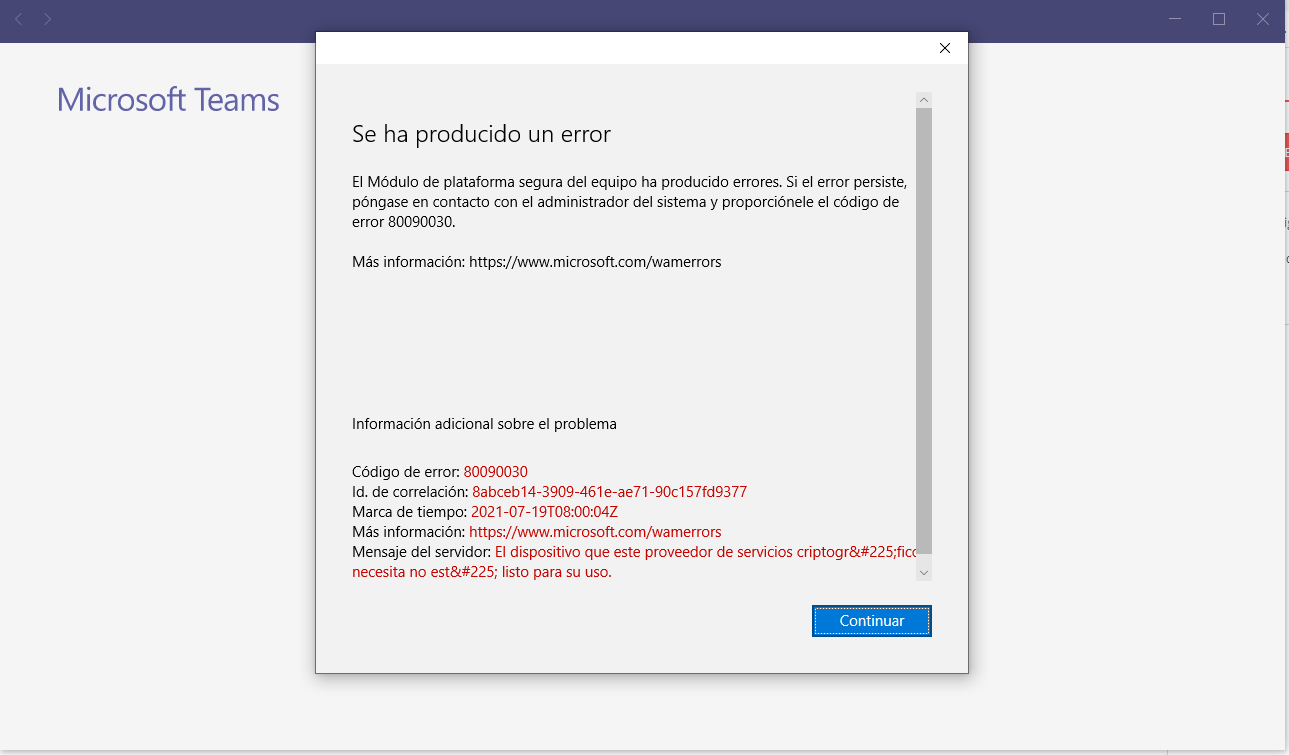 Microsoft Teams
Se ha producido un error
El Módulo de plataforma segura del equipo ha producido errores. Si el error persiste,
póngase en contacto con el administrador del sistema y proporciónele el código de
error 80090030.
Más información: https://www.microsoft.com/wamerrors
Información adicional sobre el problema
Código de error: 80090030
Id. de correlación: 8abceb14-3909-461e-ae71-90c157fd9377
Marca de tiempo: 2021-07-19T08:00:04Z
Más información: https://www.microsoft.com/wamerrors
Mensaje del servidor: El dispositivo que este proveedor de servicios criptogr&#225;fico
necesita no est&#225; listo para su uso.
Continuar